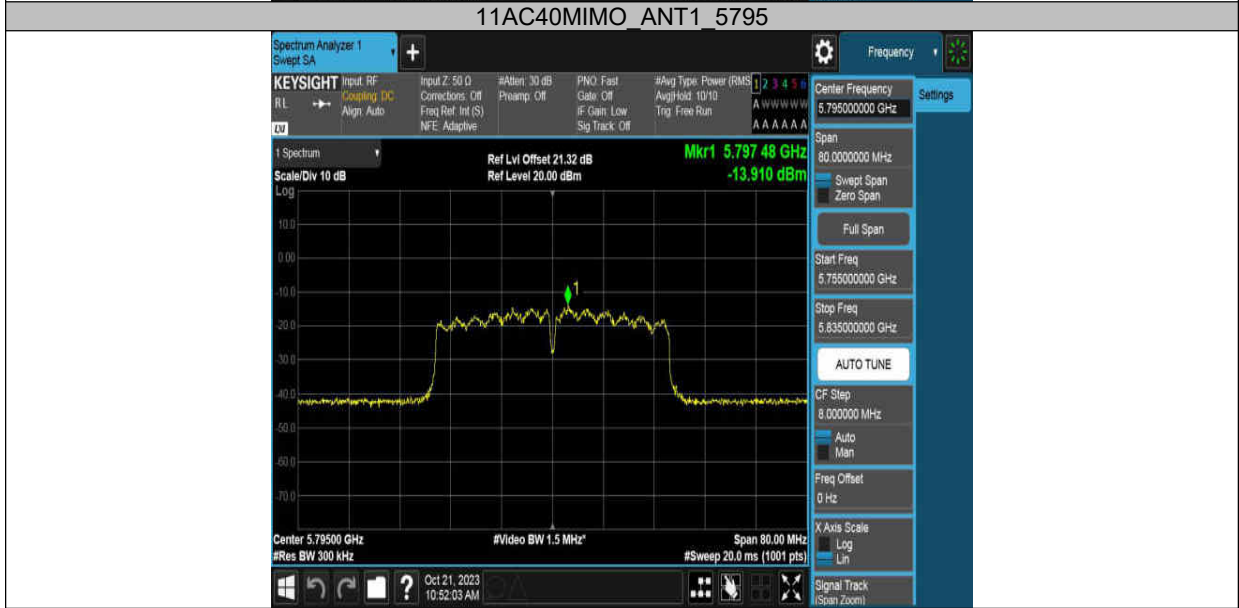 11AC40MIMO_ANT1_5795
Spectrum Analyzer 1
Swept SA
Frequency
KEYSIGHT
RL
LXI
Input: RF
Coupling: DC
Align: Auto
Input Z: 50 Ω
Corrections: Off
Freq Ref: Int (S)
NFE: Adaptive
#Atten: 30 dB
Preamp: Off
PNO: Fast
Gate: Off
IF Gain: Low
Sig Track: Off
#Avg Type: Power (RMS
Avg|Hold: 10/10
Trig: Free Run
1 2 3 4 5 6
A W W W W W
A A A A A A
Center Frequency
5.795000000 GHz
Settings
Span
80.0000000 MHz
Swept Span
Zero Span
Full Span
Start Freq
5.755000000 GHz
Stop Freq
5.835000000 GHz
AUTO TUNE
CF Step
8.000000 MHz
Auto
Man
Freq Offset
0 Hz
X Axis Scale
Log
Lin
Signal Track
(Span Zoom)
1 Spectrum
Scale/Div 10 dB
Ref Lvl Offset 21.32 dB
Ref Level 20.00 dBm
Mkr1 5.797 48 GHz
-13.910 dBm
Log
10.0
0.00
-10.0
1
-20.0
-30.0
-40.0
-50.0
-60.0
-70.0
Center 5.79500 GHz
#Video BW 1.5 MHz*
Span 80.00 MHz
#Res BW 300 kHz
#Sweep 20.0 ms (1001 pts)
?
Oct 21, 2023
10:52:03 AM